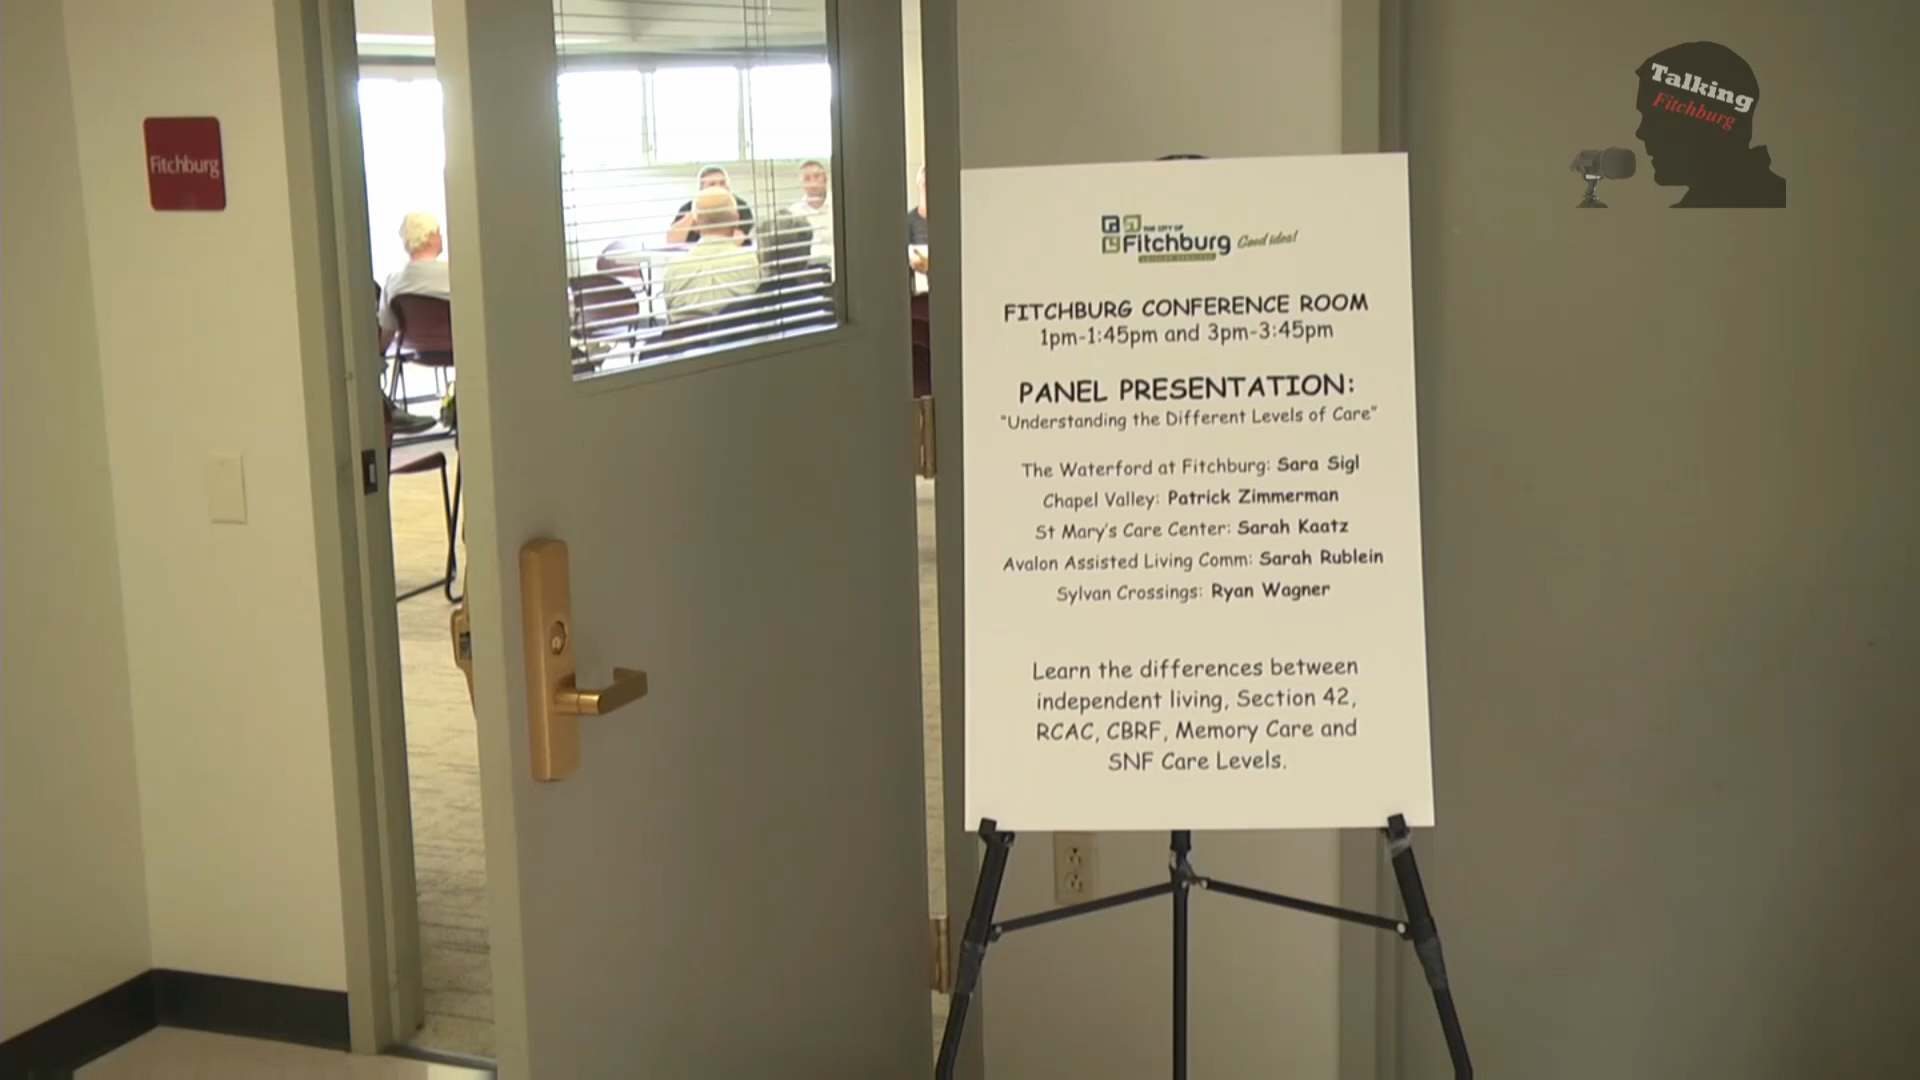 Fitchburg
Talking
Fitchburg
THE CITY OF
Fitchburg Good idea!
FITCHBURG CONFERENCE ROOM
1pm-1:45pm and 3pm-3:45pm
PANEL PRESENTATION:
"Understanding the Different Levels of Care"
The Waterford at Fitchburg: Sara Sigl
Chapel Valley: Patrick Zimmerman
St Mary's Care Center: Sarah Kaatz
Avalon Assisted Living Comm: Sarah Rublein
Sylvan Crossings: Ryan Wagner
Learn the differences between
independent living, Section 42,
RCAC, CBRF, Memory Care and
SNF Care Levels.